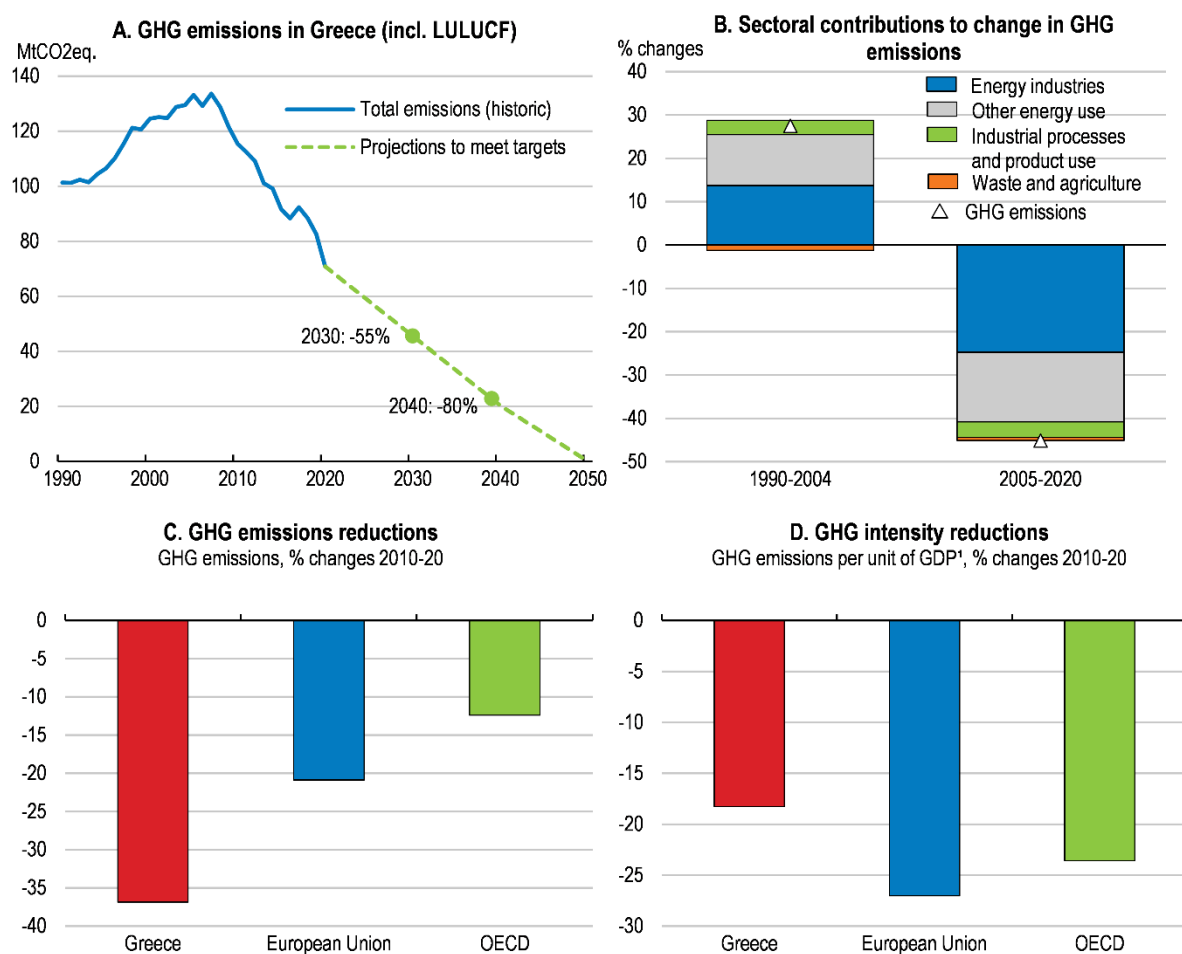 A. GHG emissions in Greece (incl. LULUCF)
MtCO2eq.
140
120
100
80
60
40
20
0
Total emissions (historic)
Projections to meet targets
2030: -55%
2040: -80%
1990
2000
2010
2020
2030
2040
2050
B. Sectoral contributions to change in GHG
emissions
% changes
40
30
20
10
0
-10
-20
-30
-40
-50
Energy industries
Other energy use
Industrial processes
and product use
Waste and agriculture
GHG emissions
1990-2004
2005-2020
C. GHG emissions reductions
GHG emissions, % changes 2010-20
0
-5
-10
-15
-20
-25
-30
-35
-40
Greece
European Union
OECD
D. GHG intensity reductions
GHG emissions per unit of GDP¹, % changes 2010-20
0
-5
-10
-15
-20
-25
-30
Greece
European Union
OECD